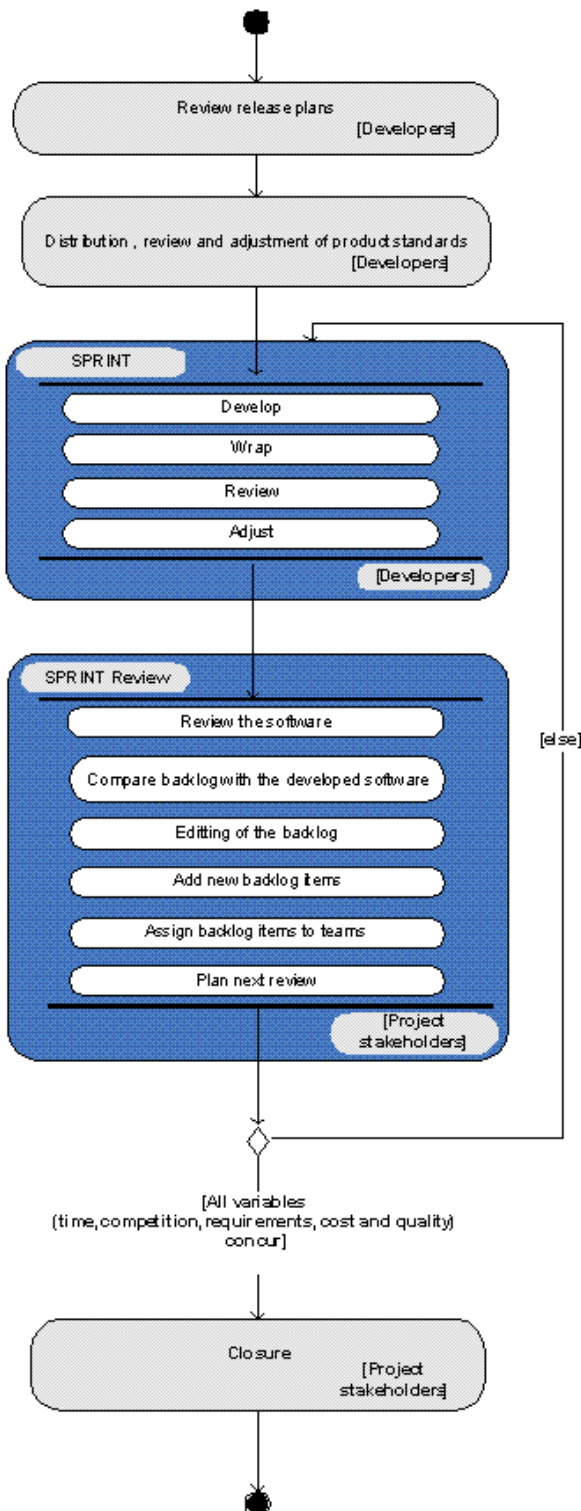 Review release plans
[Developers]
Distribution , review and adjustment of product standards
[Developers]
SPRINT
Develop
Wrap
Review
Adjust
[Developers]
SPRINT Review
Review the software
[else]
Compare backlog with the developed software
Editting of the backlog
Add new backlog items
Assign backlog items to teams
Plan next review
[Project
stakeholders]
[All variables
(time, competition, requirements, cost and quality)
concur]
Closure
[Project
stakeholders]